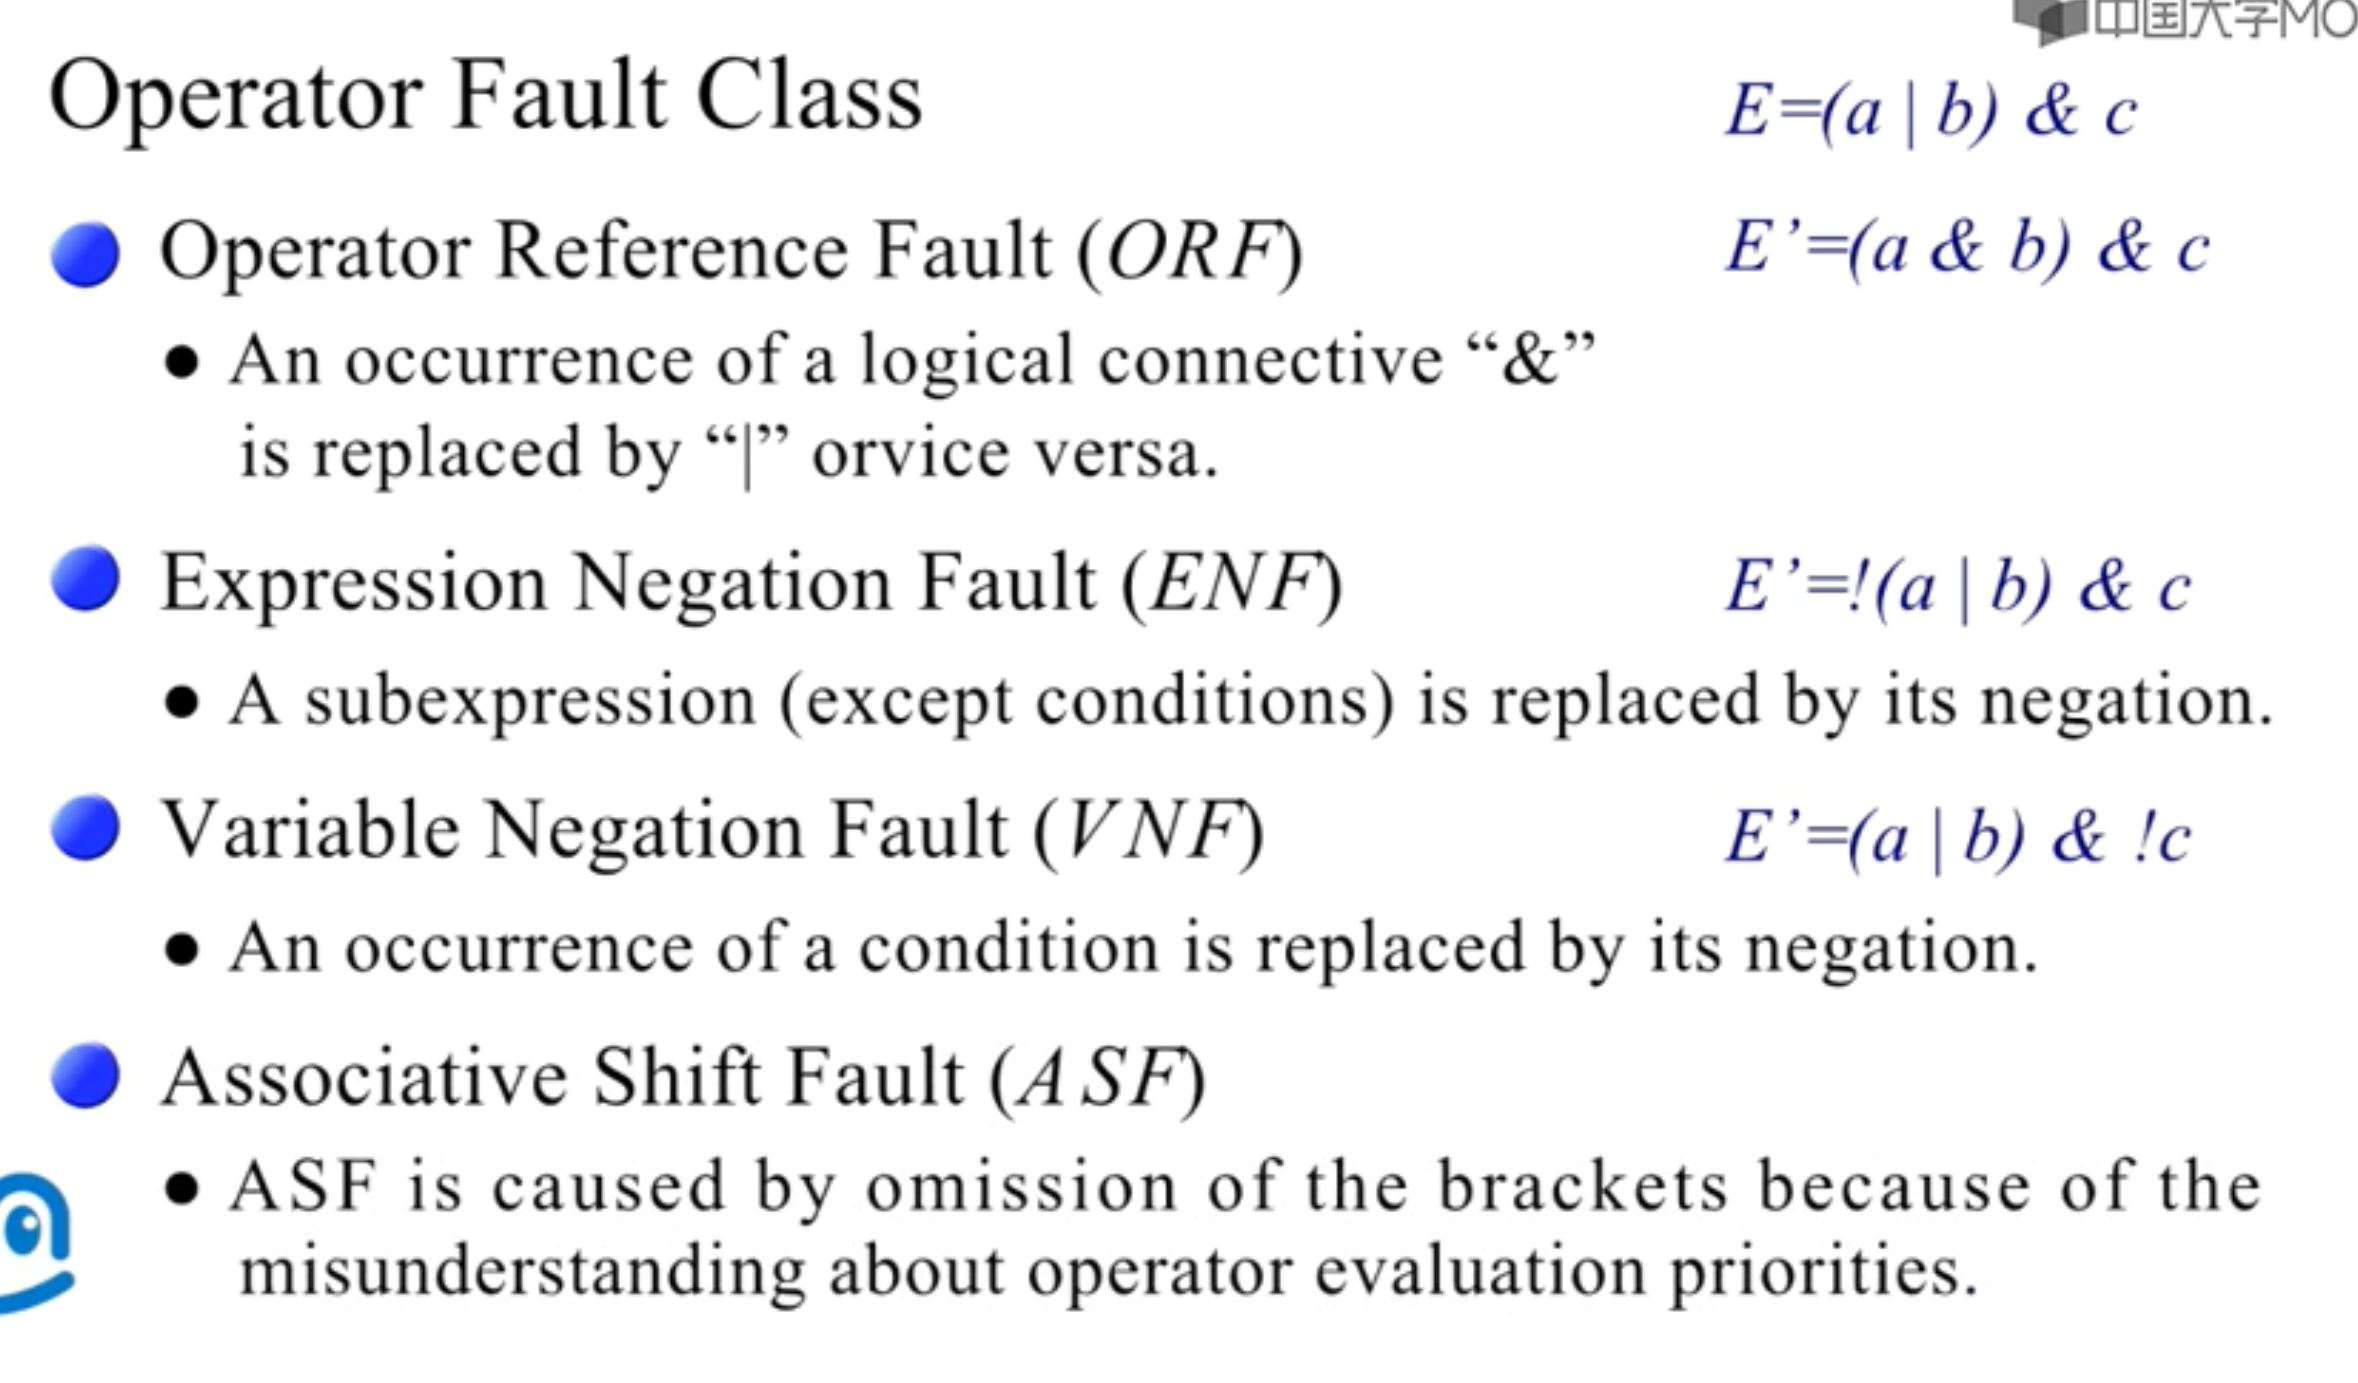 中国大学MO
Operator Fault Class
E=(a | b) & c
Operator Reference Fault (ORF)
E’=(a & b) & c
● An occurrence of a logical connective “&”
is replaced by “|” orvice versa.
Expression Negation Fault (ENF)
E’=!(a | b) & c
● A subexpression (except conditions) is replaced by its negation.
Variable Negation Fault (VNF)
E’=(a | b) & !c
● An occurrence of a condition is replaced by its negation.
Associative Shift Fault (ASF)
● ASF is caused by omission of the brackets because of the
misunderstanding about operator evaluation priorities.